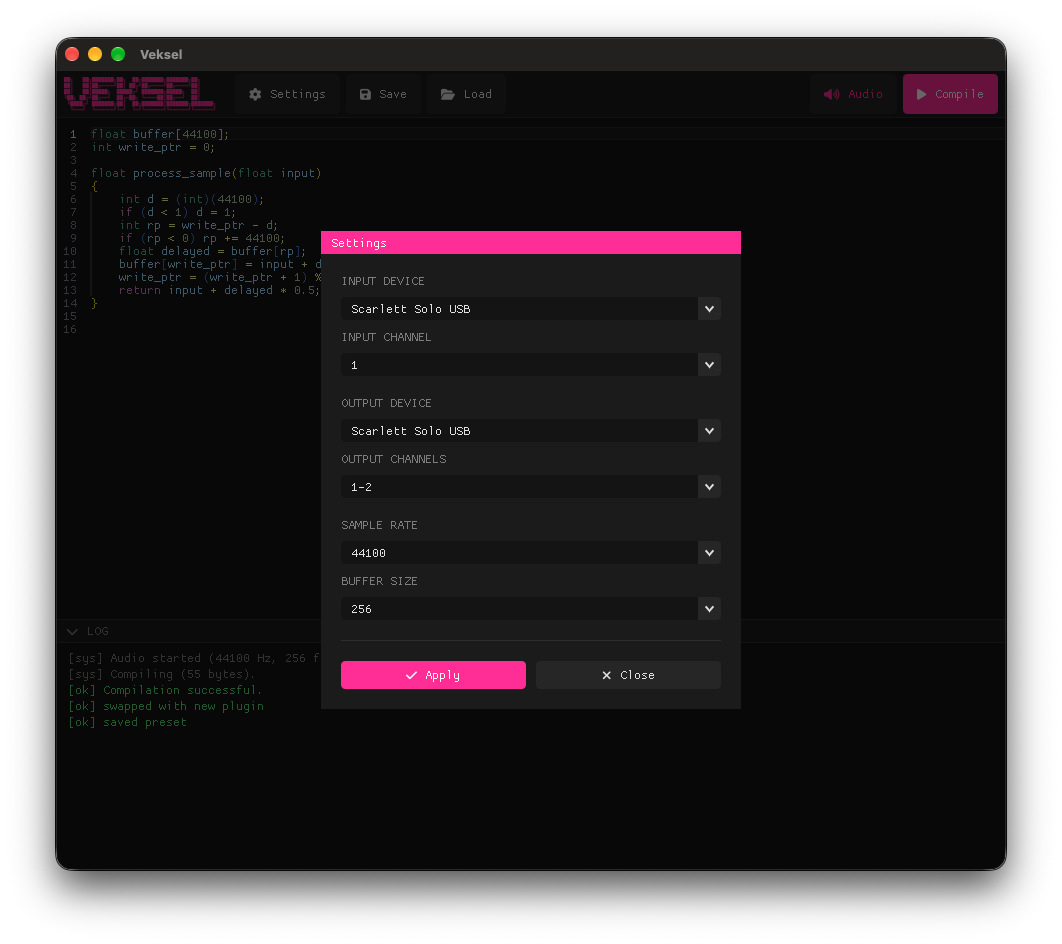 Veksel
VEKSEL
Settings
Save
Load
Audio
Compile
1 float buffer[44100];
2 int write_ptr = 0;
3
4 float process_sample(float input)
5 {
6 int d = (int)(44100);
7 if (d < 1) d = 1;
8 int rp = write_ptr - d;
9 if (rp < 0) rp += 44100;
10 float delayed = buffer[rp];
11 buffer[write_ptr] = input + d
12 write_ptr = (write_ptr + 1) %
13 return input + delayed * 0.5;
14 }
15
16
Settings
INPUT DEVICE
Scarlett Solo USB
INPUT CHANNEL
1
OUTPUT DEVICE
Scarlett Solo USB
OUTPUT CHANNELS
1-2
SAMPLE RATE
44100
BUFFER SIZE
256
Apply
Close
LOG
[sys] Audio started (44100 Hz, 256 f
[sys] Compiling (55 bytes).
[ok] Compilation successful.
[ok] swapped with new plugin
[ok] saved preset